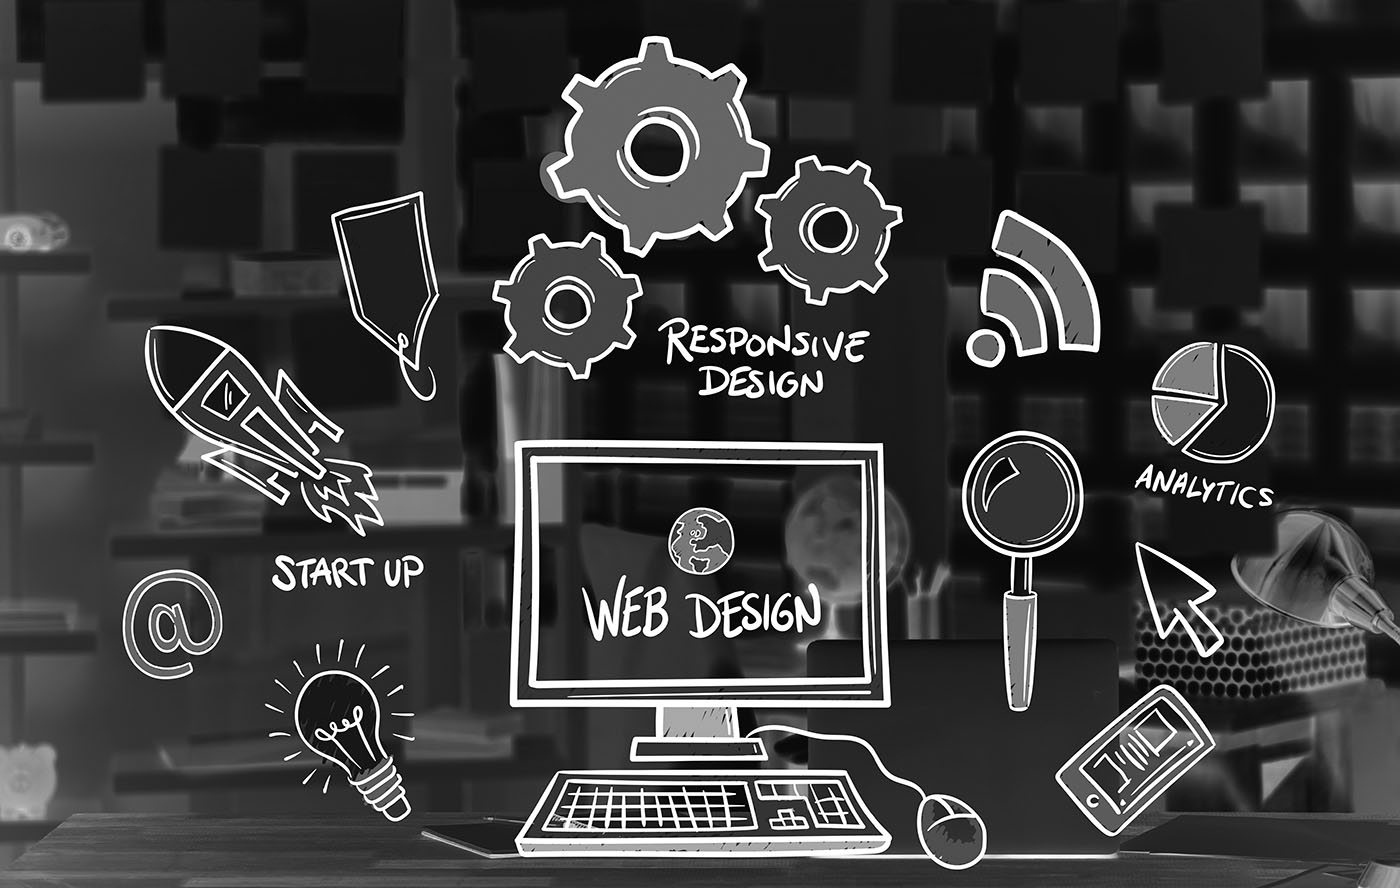 RESPONSIVE
DESIGN
ANALYTICS
START UP
WEB DESIGN
@